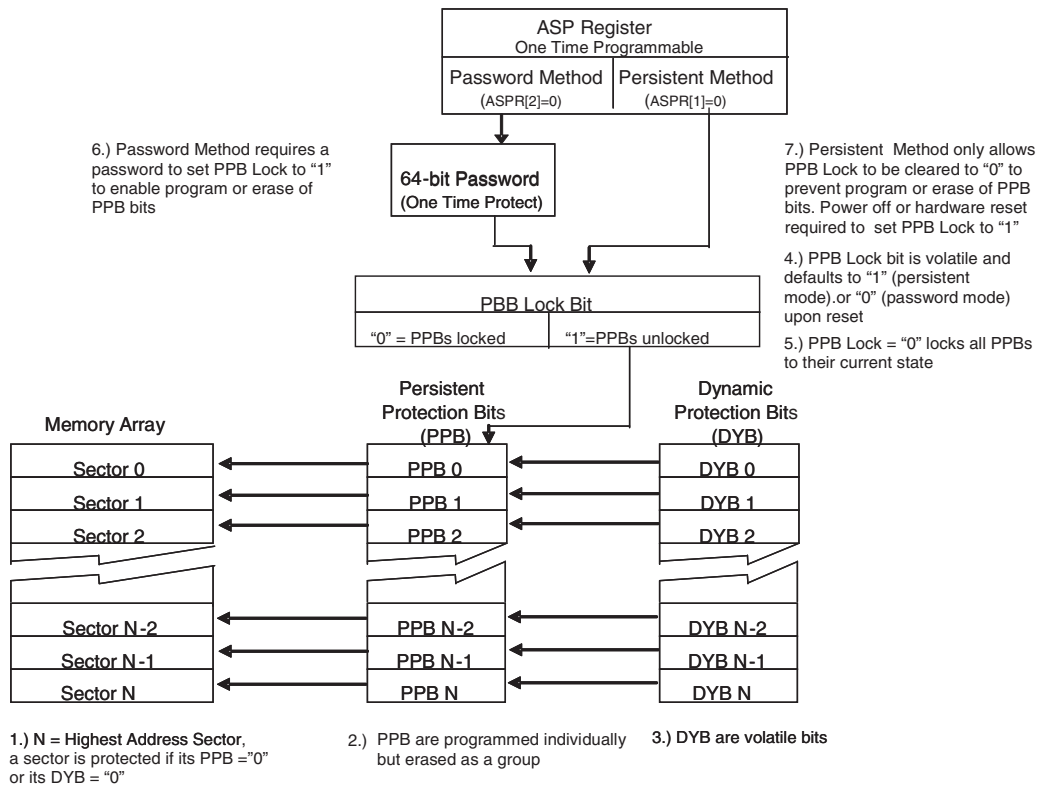 ASP Register
One Time Programmable
Password Method
(ASPR[2]=0)
Persistent Method
(ASPR[1]=0)
6.) Password Method requires a
password to set PPB Lock to “1”
to enable program or erase of
PPB bits
64-bit Password
(One Time Protect)
7.) Persistent Method only allows
PPB Lock to be cleared to “0” to
prevent program or erase of PPB
bits. Power off or hardware reset
required to set PPB Lock to “1”
4.) PPB Lock bit is volatile and
defaults to “1” (persistent
mode).or “0” (password mode)
upon reset
5.) PPB Lock = “0” locks all PPBs
to their current state
PBB Lock Bit
“0” = PPBs locked
“1”=PPBs unlocked
Memory Array
Persistent
Protection Bits
(PPB)
Dynamic
Protection Bits
(DYB)
Sector 0
PPB 0
DYB 0
Sector 1
PPB 1
DYB 1
Sector 2
PPB 2
DYB 2
Sector N-2
PPB N-2
DYB N-2
Sector N-1
PPB N-1
DYB N-1
Sector N
PPB N
DYB N
1.) N = Highest Address Sector,
a sector is protected if its PPB =”0”
or its DYB = “0”
2.) PPB are programmed individually
but erased as a group
3.) DYB are volatile bits